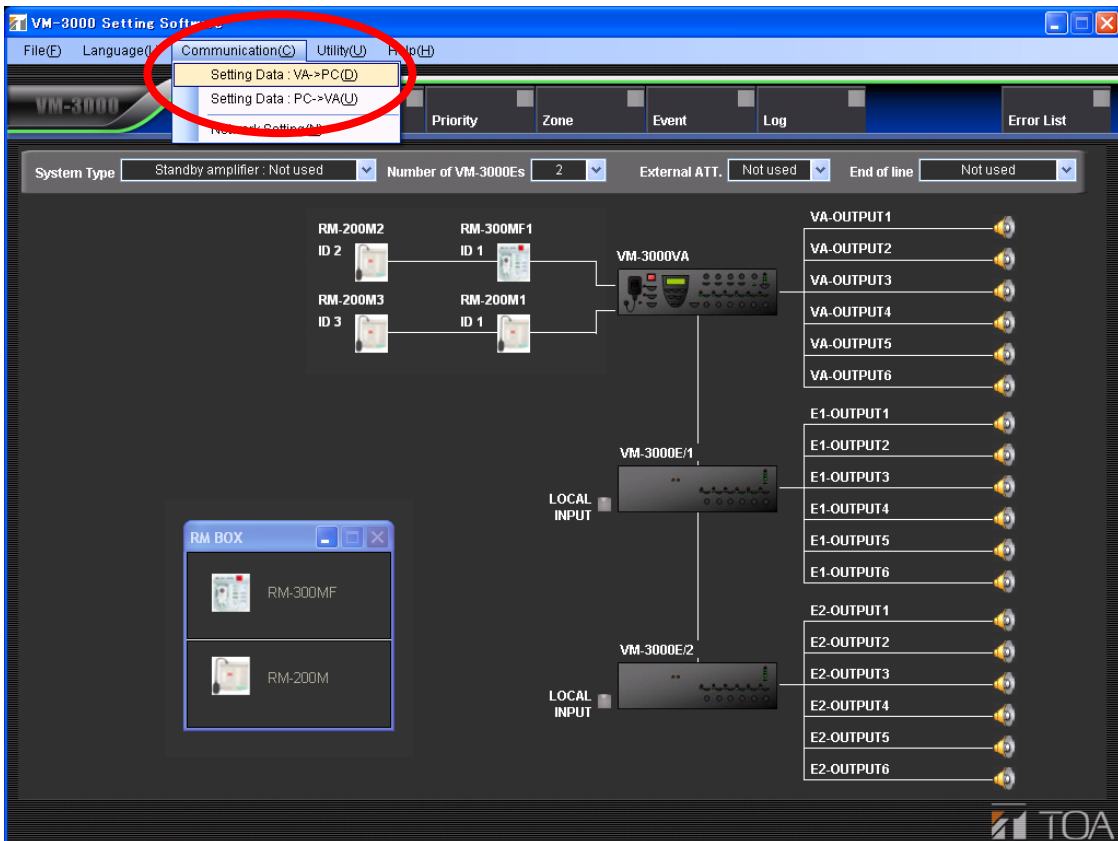 VM-3000 Setting Software
File(F) Language(L) Communication(C) Utility(U) Help(H)
Setting Data : VA->PC(D)
Setting Data : PC->VA(U)
Network Setting(N)
VM-3000
Priority Zone Event Log Error List
System Type Standby amplifier : Not used Number of VM-3000Es 2 External ATT. Not used End of line Not used
RM-200M2
ID 2
RM-300MF1
ID 1
RM-200M3
ID 3
RM-200M1
ID 1
VM-3000VA
VA-OUTPUT1
VA-OUTPUT2
VA-OUTPUT3
VA-OUTPUT4
VA-OUTPUT5
VA-OUTPUT6
VM-3000E/1
LOCAL
INPUT
E1-OUTPUT1
E1-OUTPUT2
E1-OUTPUT3
E1-OUTPUT4
E1-OUTPUT5
E1-OUTPUT6
RM BOX
RM-300MF
RM-200M
VM-3000E/2
LOCAL
INPUT
E2-OUTPUT1
E2-OUTPUT2
E2-OUTPUT3
E2-OUTPUT4
E2-OUTPUT5
E2-OUTPUT6
TOA